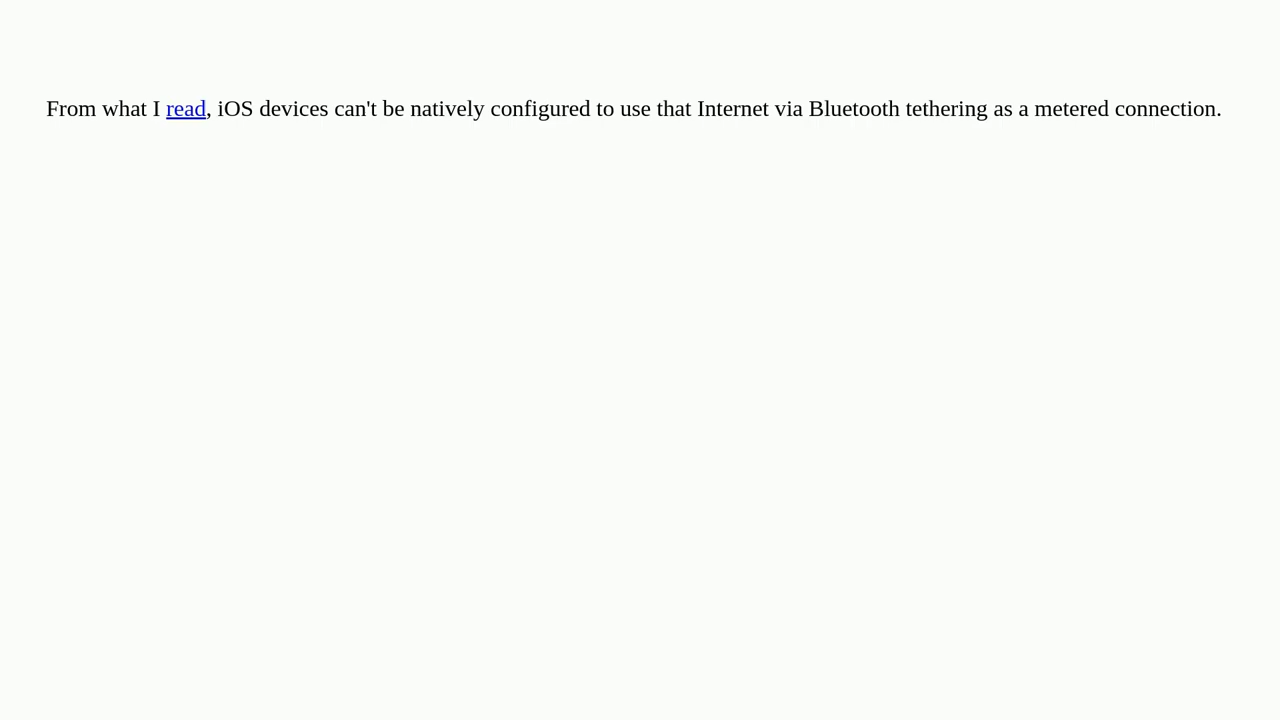 From what I read, iOS devices can't be natively configured to use that Internet via Bluetooth tethering as a metered connection.